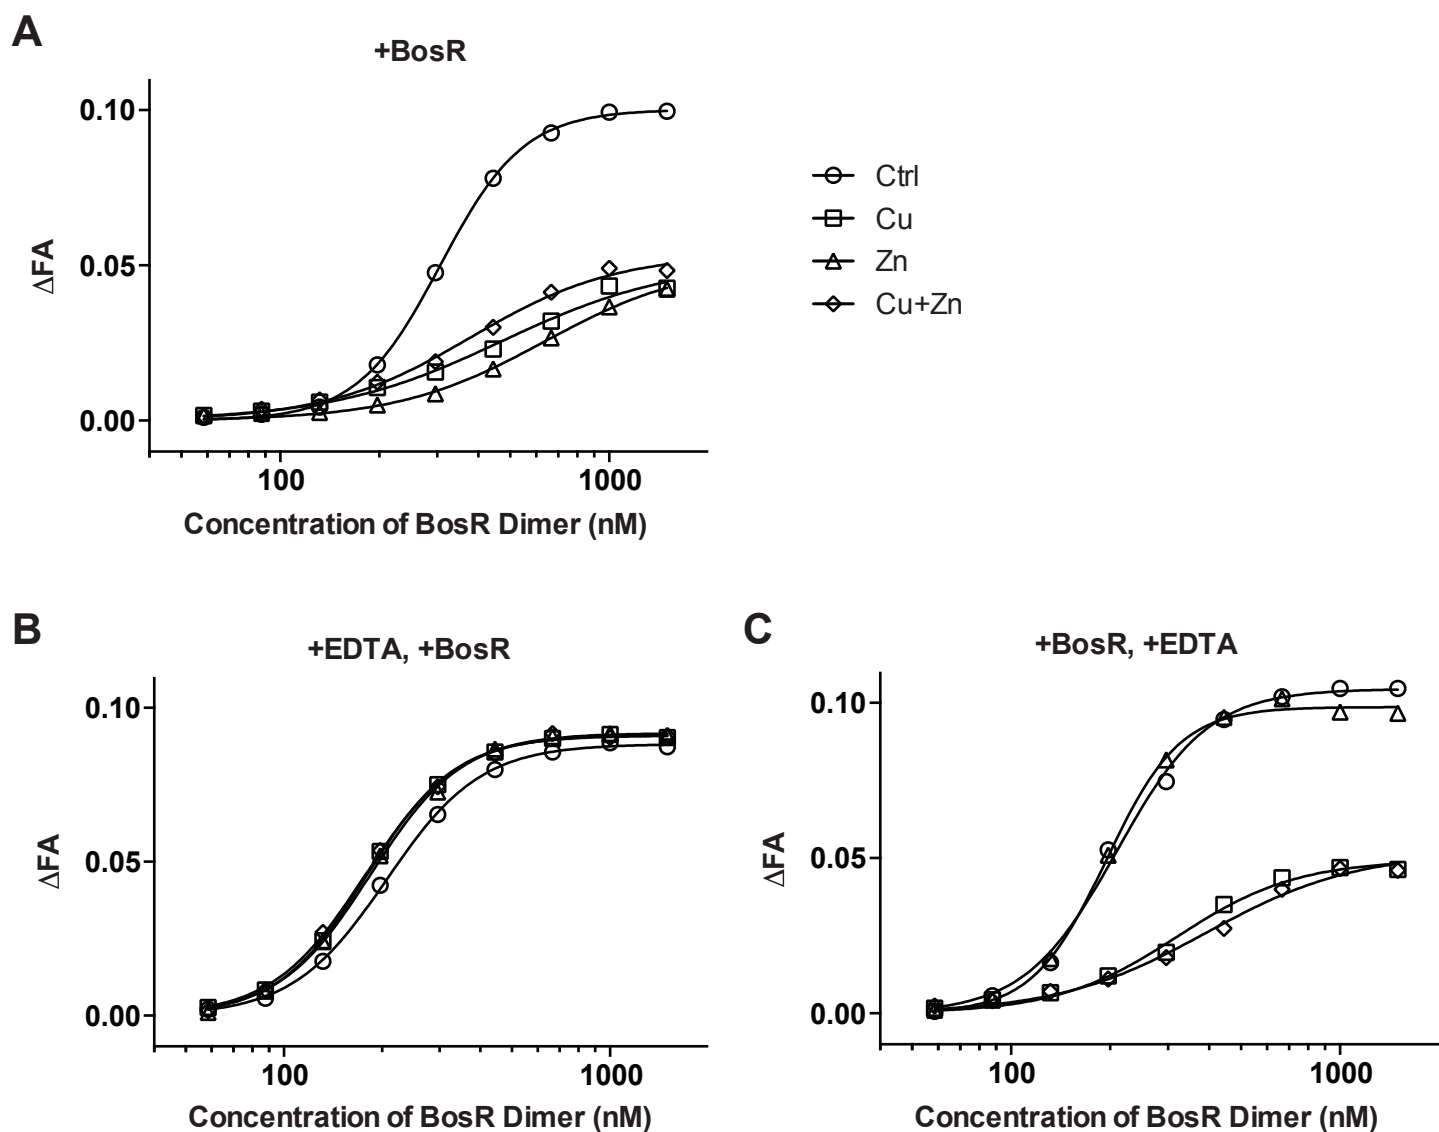 A
+BosR
0.10
0.05
0.00
ΔFA
100
1000
Concentration of BosR Dimer (nM)
Ctrl
Cu
Zn
Cu+Zn
B
+EDTA, +BosR
0.10
0.05
0.00
ΔFA
100
1000
Concentration of BosR Dimer (nM)
C
+BosR, +EDTA
0.10
0.05
0.00
ΔFA
100
1000
Concentration of BosR Dimer (nM)